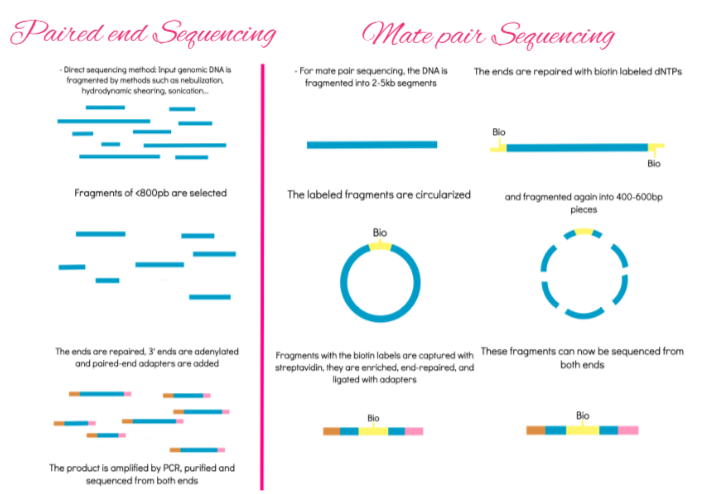 Paired end Sequencing
- Direct sequencing method: Input genomic DNA is
fragmented by methods such as nebulization,
hydrodynamic shearing, sonication...
Fragments of <800pb are selected
The ends are repaired, 3' ends are adenylated
and paired-end adapters are added
The product is amplified by PCR, purified and
sequenced from both ends
Mate pair Sequencing
- For mate pair sequencing, the DNA is
fragmented into 2-5kb segments
The ends are repaired with biotin labeled dNTPs
Bio
Bio
The labeled fragments are circularized
Bio
and fragmented again into 400-600bp
pieces
Fragments with the biotin labels are captured with
streptavidin, they are enriched, end-repaired, and
ligated with adapters
Bio
These fragments can now be sequenced from
both ends
Bio